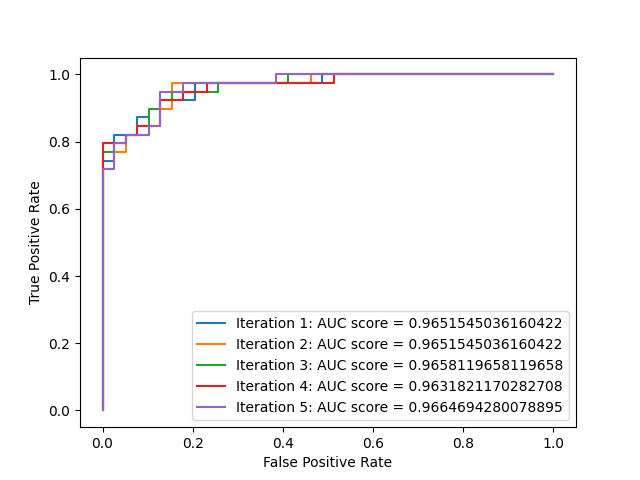 1.0
0.8
0.6
0.4
0.2
0.0
True Positive Rate
Iteration 1: AUC score = 0.9651545036160422
Iteration 2: AUC score = 0.9651545036160422
Iteration 3: AUC score = 0.9658119658119658
Iteration 4: AUC score = 0.9631821170282708
Iteration 5: AUC score = 0.9664694280078895
0.0 0.2 0.4 0.6 0.8 1.0
False Positive Rate